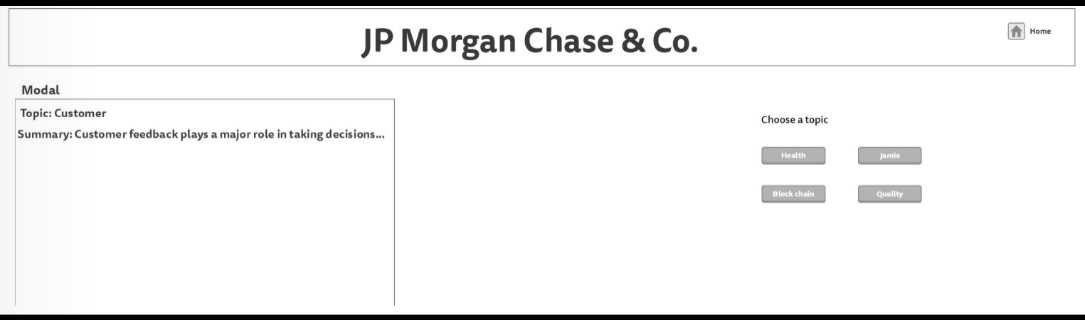 JP Morgan Chase & Co.
Home
Modal
Topic: Customer
Summary: Customer feedback plays a major role in taking decisions...
Choose a topic
Health
Jamie
Block chain
Quality